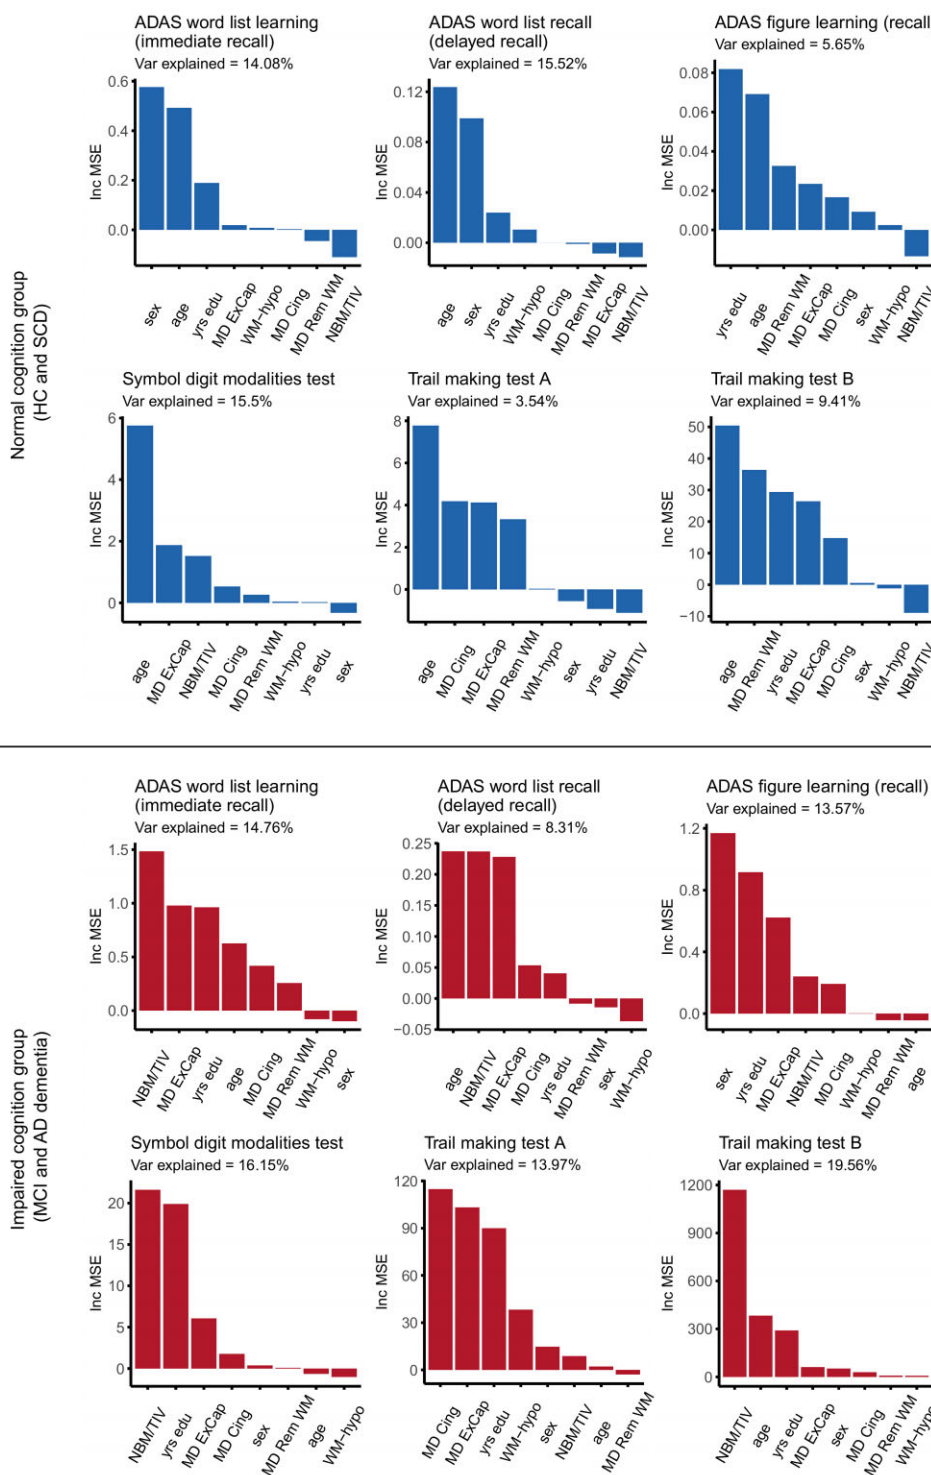 Normal cognition group
(HC and SCD)
ADAS word list learning
(immediate recall)
Var explained = 14.08%
Inc MSE
0.6
0.4
0.2
0.0
sex
age
yrs edu
MD ExCap
WM-hypo
MD Cing
MD Rem WM
NBM/TIV
ADAS word list recall
(delayed recall)
Var explained = 15.52%
Inc MSE
0.12
0.08
0.04
0.00
age
sex
yrs edu
WM-hypo
MD Cing
MD Rem WM
MD ExCap
NBM/TIV
ADAS figure learning (recall
Var explained = 5.65%
Inc MSE
0.08
0.06
0.04
0.02
0.00
yrs edu
age
MD Rem WM
MD ExCap
MD Cing
sex
WM-hypo
NBM/TIV
Symbol digit modalities test
Var explained = 15.5%
Inc MSE
6
4
2
0
age
MD ExCap
NBM/TIV
MD Cing
MD Rem WM
WM-hypo
yrs edu
sex
Trail making test A
Var explained = 3.54%
Inc MSE
8
6
4
2
0
age
MD Cing
MD ExCap
MD Rem WM
WM-hypo
sex
yrs edu
NBM/TIV
Trail making test B
Var explained = 9.41%
Inc MSE
50
40
30
20
10
0
−10
age
MD Rem WM
yrs edu
MD ExCap
MD Cing
sex
WM-hypo
NBM/TIV
Impaired cognition group
(MCI and AD dementia)
ADAS word list learning
(immediate recall)
Var explained = 14.76%
Inc MSE
1.5
1.0
0.5
0.0
NBM/TIV
MD ExCap
yrs edu
age
MD Cing
MD Rem WM
WM-hypo
sex
ADAS word list recall
(delayed recall)
Var explained = 8.31%
Inc MSE
0.25
0.20
0.15
0.10
0.05
0.00
−0.05
age
NBM/TIV
MD ExCap
MD Cing
yrs edu
MD Rem WM
sex
WM-hypo
ADAS figure learning (recall)
Var explained = 13.57%
Inc MSE
1.2
0.8
0.4
0.0
sex
yrs edu
MD ExCap
NBM/TIV
MD Cing
WM-hypo
MD Rem WM
age
Symbol digit modalities test
Var explained = 16.15%
Inc MSE
20
15
10
5
0
NBM/TIV
yrs edu
MD ExCap
MD Cing
sex
MD Rem WM
age
WM-hypo
Trail making test A
Var explained = 13.97%
Inc MSE
120
90
60
30
0
MD Cing
MD ExCap
yrs edu
WM-hypo
sex
NBM/TIV
age
MD Rem WM
Trail making test B
Var explained = 19.56%
Inc MSE
1200
900
600
300
0
NBM/TIV
age
yrs edu
MD ExCap
sex
MD Cing
MD Rem WM
WM-hypo